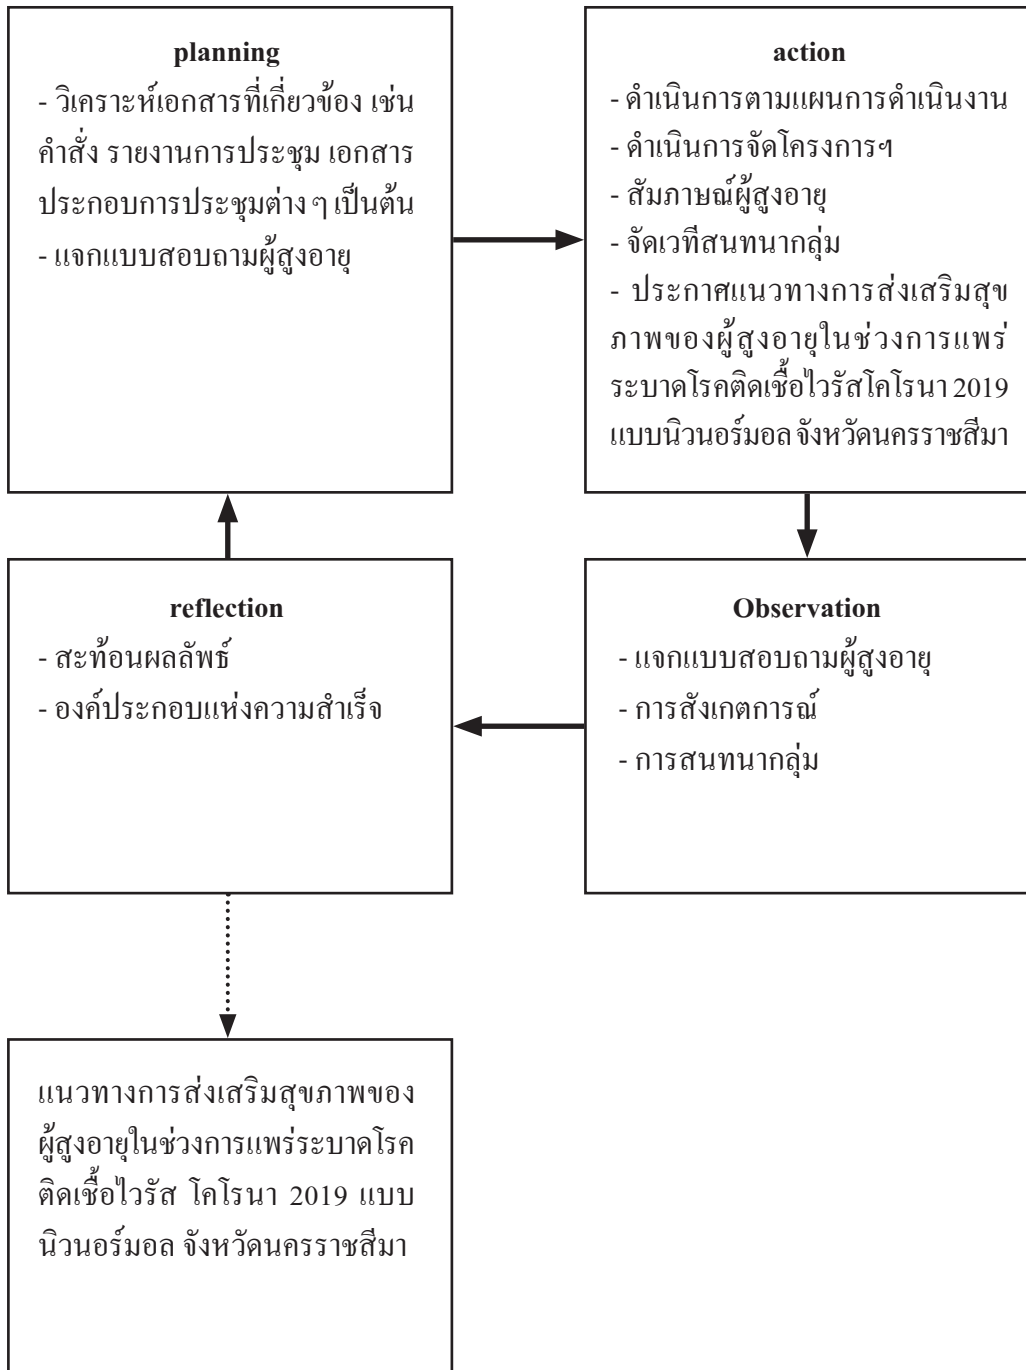 planning
- วิเคราะห์เอกสารที่เกี่ยวข้อง เช่น
คำสั่ง รายงานการประชุม เอกสาร
ประกอบการประชุมต่าง ๆ เป็นต้น
- แจกแบบสอบถามผู้สูงอายุ
action
- ดำเนินการตามแผนการดำเนินงาน
- ดำเนินการจัดโครงการฯ
- สัมภาษณ์ผู้สูงอายุ
- จัดเวทีสนทนากลุ่ม
- ประกาศแนวทางการส่งเสริมสุข
ภาพของผู้สูงอายุในช่วงการแพร่
ระบาดโรคติดเชื้อไวรัสโคโรนา 2019
แบบนิวนอร์มอล จังหวัดนครราชสีมา
reflection
- สะท้อนผลลัพธ์
- องค์ประกอบแห่งความสำเร็จ
Observation
- แจกแบบสอบถามผู้สูงอายุ
- การสังเกตการณ์
- การสนทนากลุ่ม
แนวทางการส่งเสริมสุขภาพของ
ผู้สูงอายุในช่วงการแพร่ระบาดโรค
ติดเชื้อไวรัส โคโรนา 2019 แบบ
นิวนอร์มอล จังหวัดนครราชสีมา